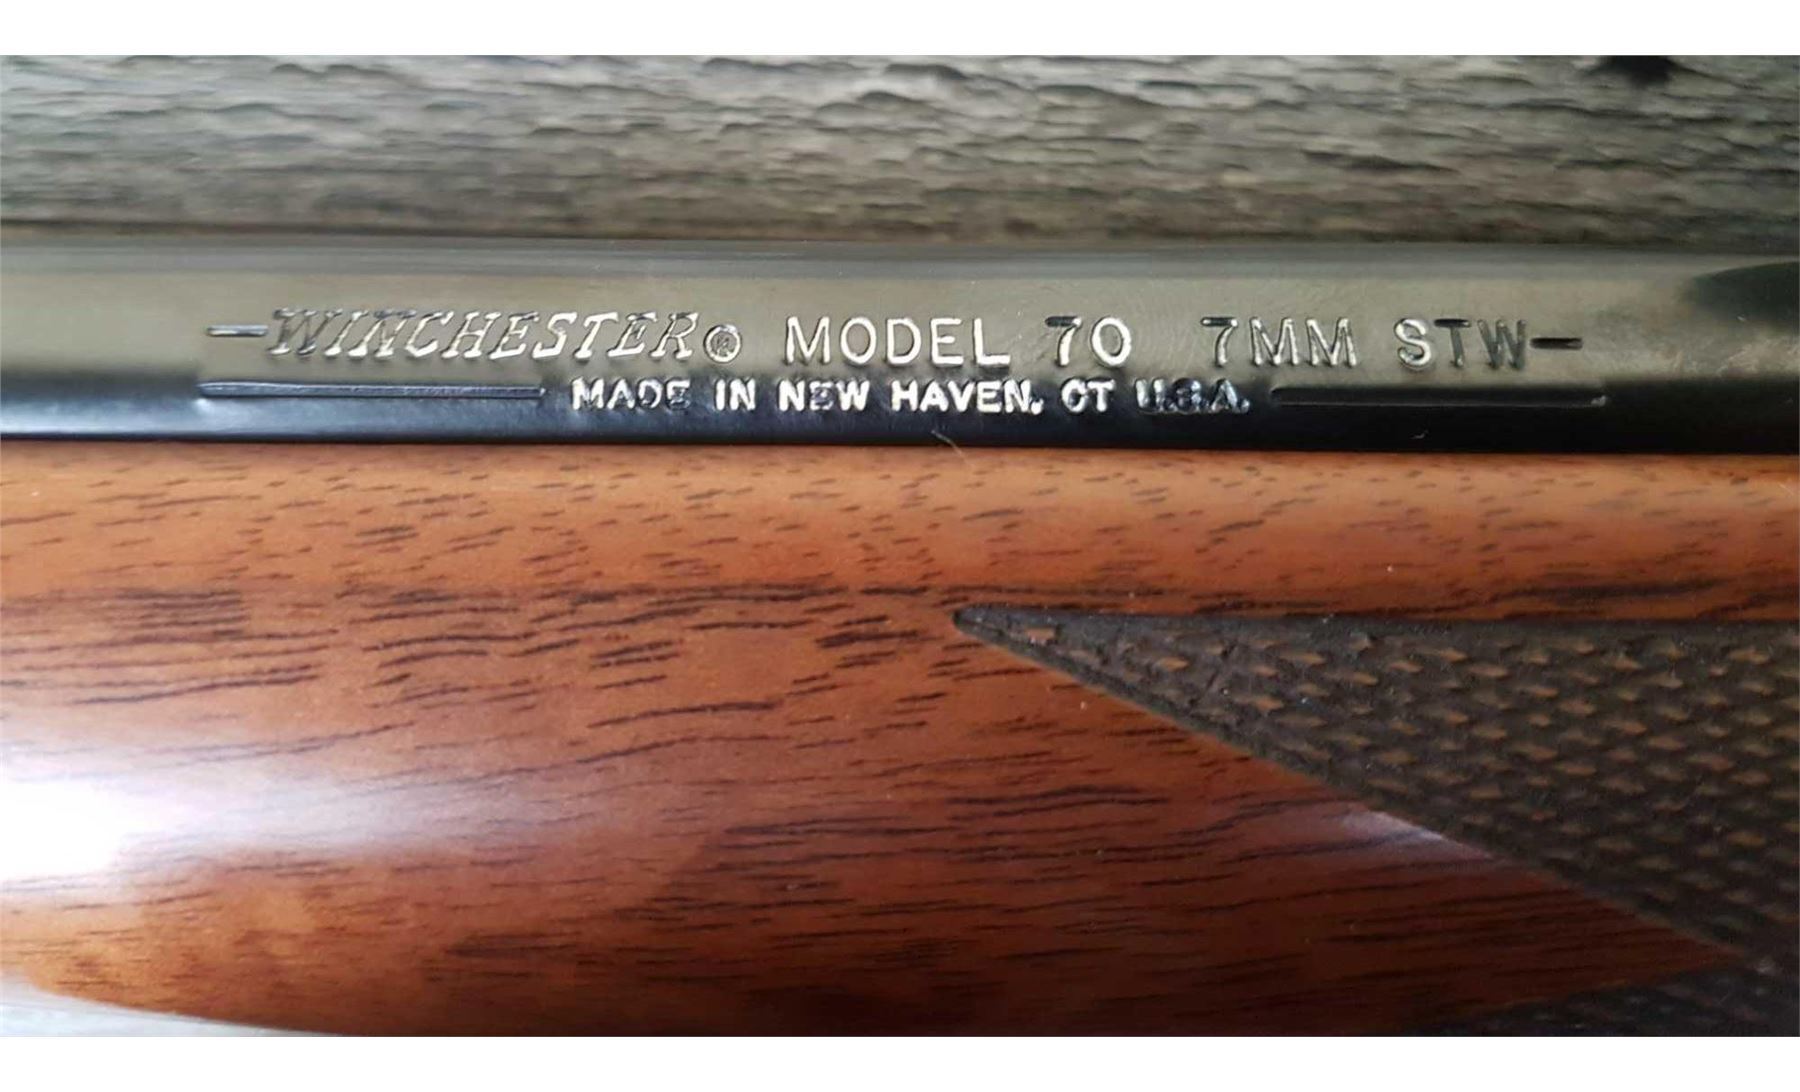 -WINCHESTER® MODEL 70 7MM STW-
MADE IN NEW HAVEN, CT U.S.A.